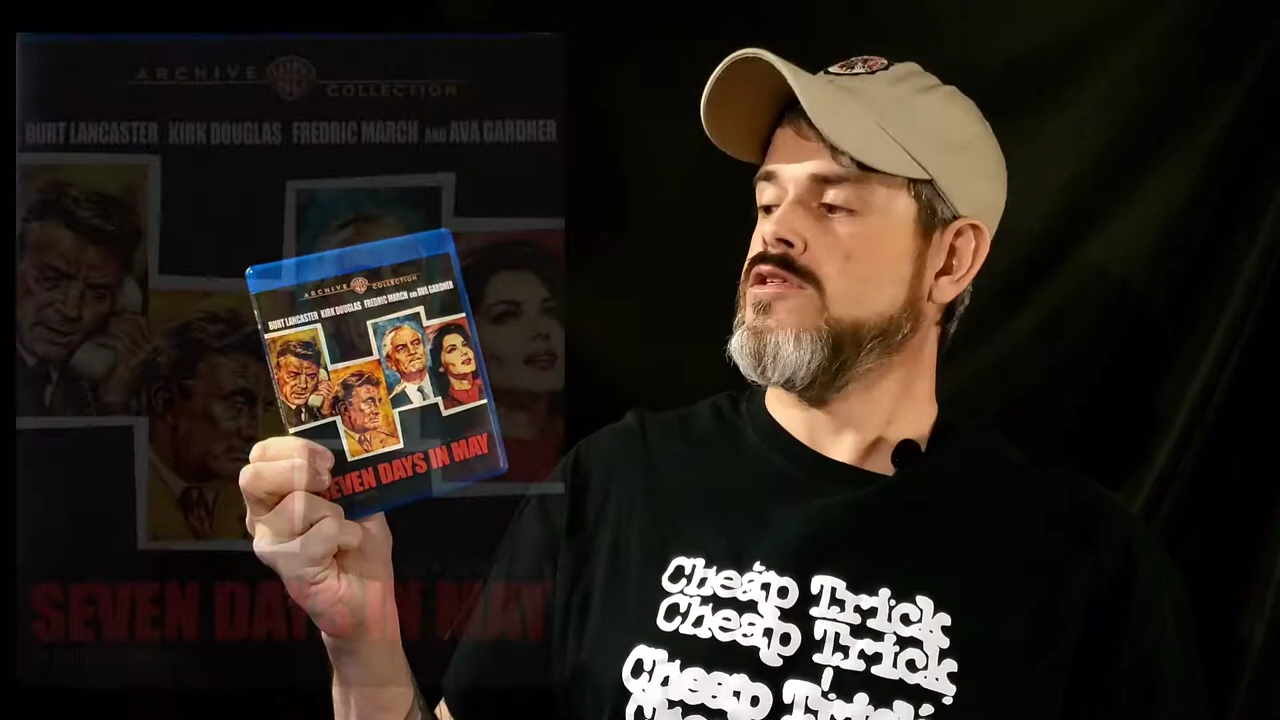 ARCHIVE COLLECTION
BURT LANCASTER KIRK DOUGLAS FREDRIC MARCH AND AVA GARDNER
SEVEN DAYS IN MAY
ARCHIVE COLLECTION
BURT LANCASTER KIRK DOUGLAS FREDRIC MARCH AND AVA GARDNER
SEVEN DAYS IN MAY
Cheap Trick
Cheap Trick
Cheap Trick